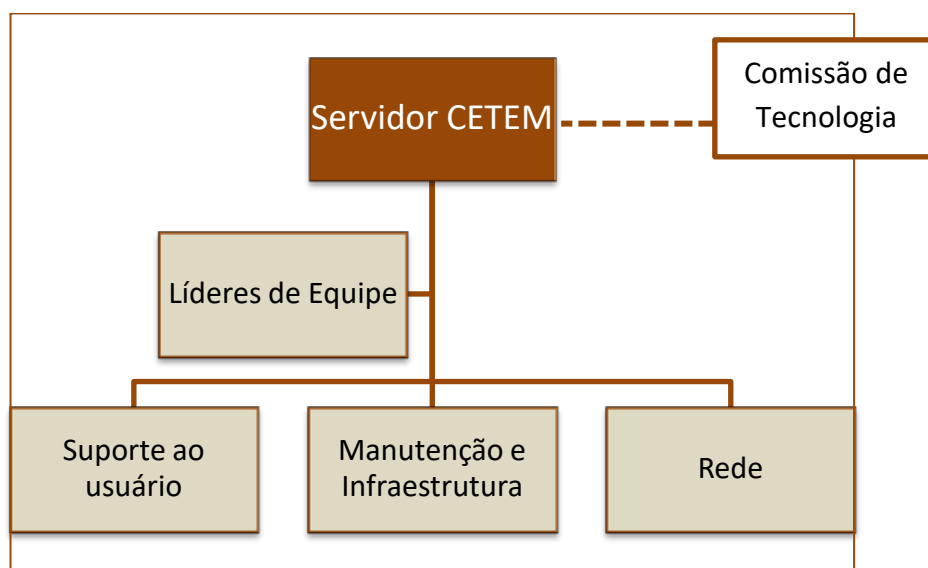 Servidor CETEM
Comissão de
Tecnologia
Líderes de Equipe
Suporte ao
usuário
Manutenção e
Infraestrutura
Rede